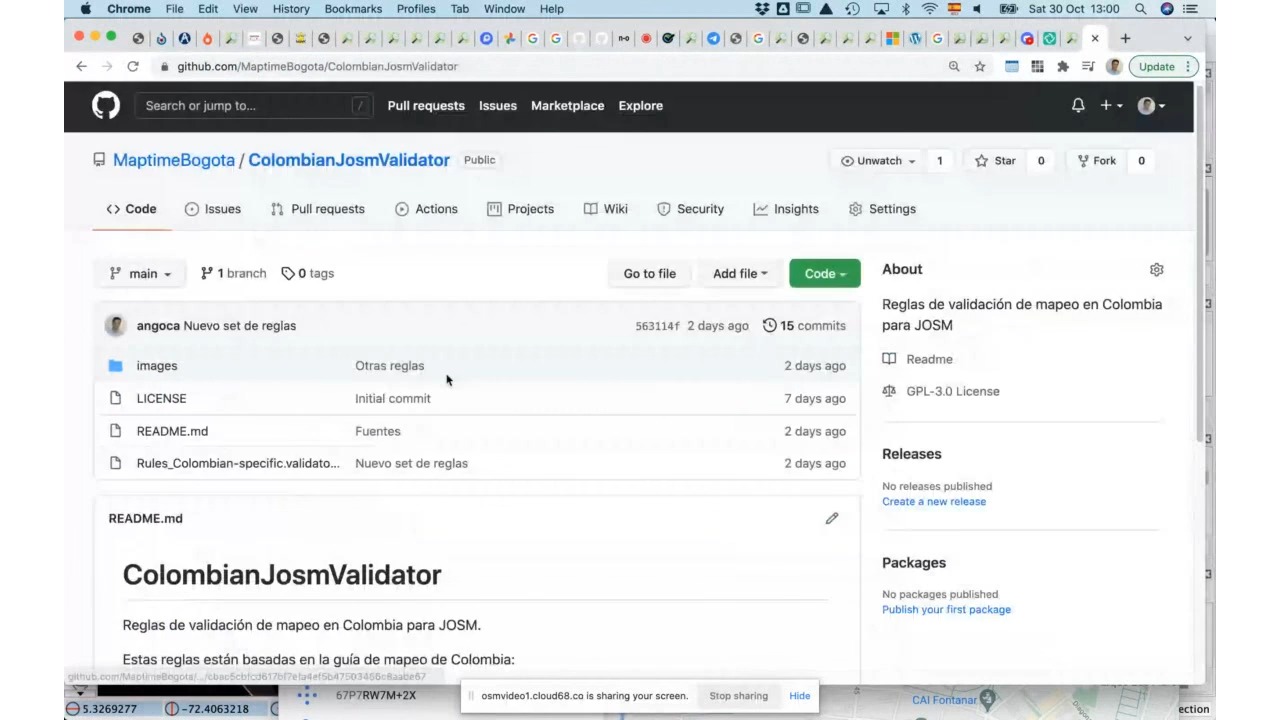 Chrome File Edit View History Bookmarks Profiles Tab Window Help Sat 30 Oct 13:00
github.com/MaptimeBogota/ColombianJosmValidator Update
Search or jump to... / Pull requests Issues Marketplace Explore
MaptimeBogota / ColombianJosmValidator Public Unwatch 1 Star 0 Fork 0
<> Code Issues Pull requests Actions Projects Wiki Security Insights Settings
main 1 branch 0 tags Go to file Add file Code
angoca Nuevo set de reglas 563114f 2 days ago 15 commits
images Otras reglas 2 days ago
LICENSE Initial commit 7 days ago
README.md Fuentes 2 days ago
Rules_Colombian-specific.validato... Nuevo set de reglas 2 days ago
README.md
ColombianJosmValidator
Reglas de validación de mapeo en Colombia para JOSM.
Estas reglas están basadas en la guía de mapeo de Colombia:
About
Reglas de validación de mapeo en Colombia
para JOSM
Readme
GPL-3.0 License
Releases
No releases published
Create a new release
Packages
No packages published
Publish your first package
5.3269277 -72.4063218
67P7RW7M+2X
osmvideo1.cloud68.co is sharing your screen. Stop sharing Hide
CAI Fontanar
ection